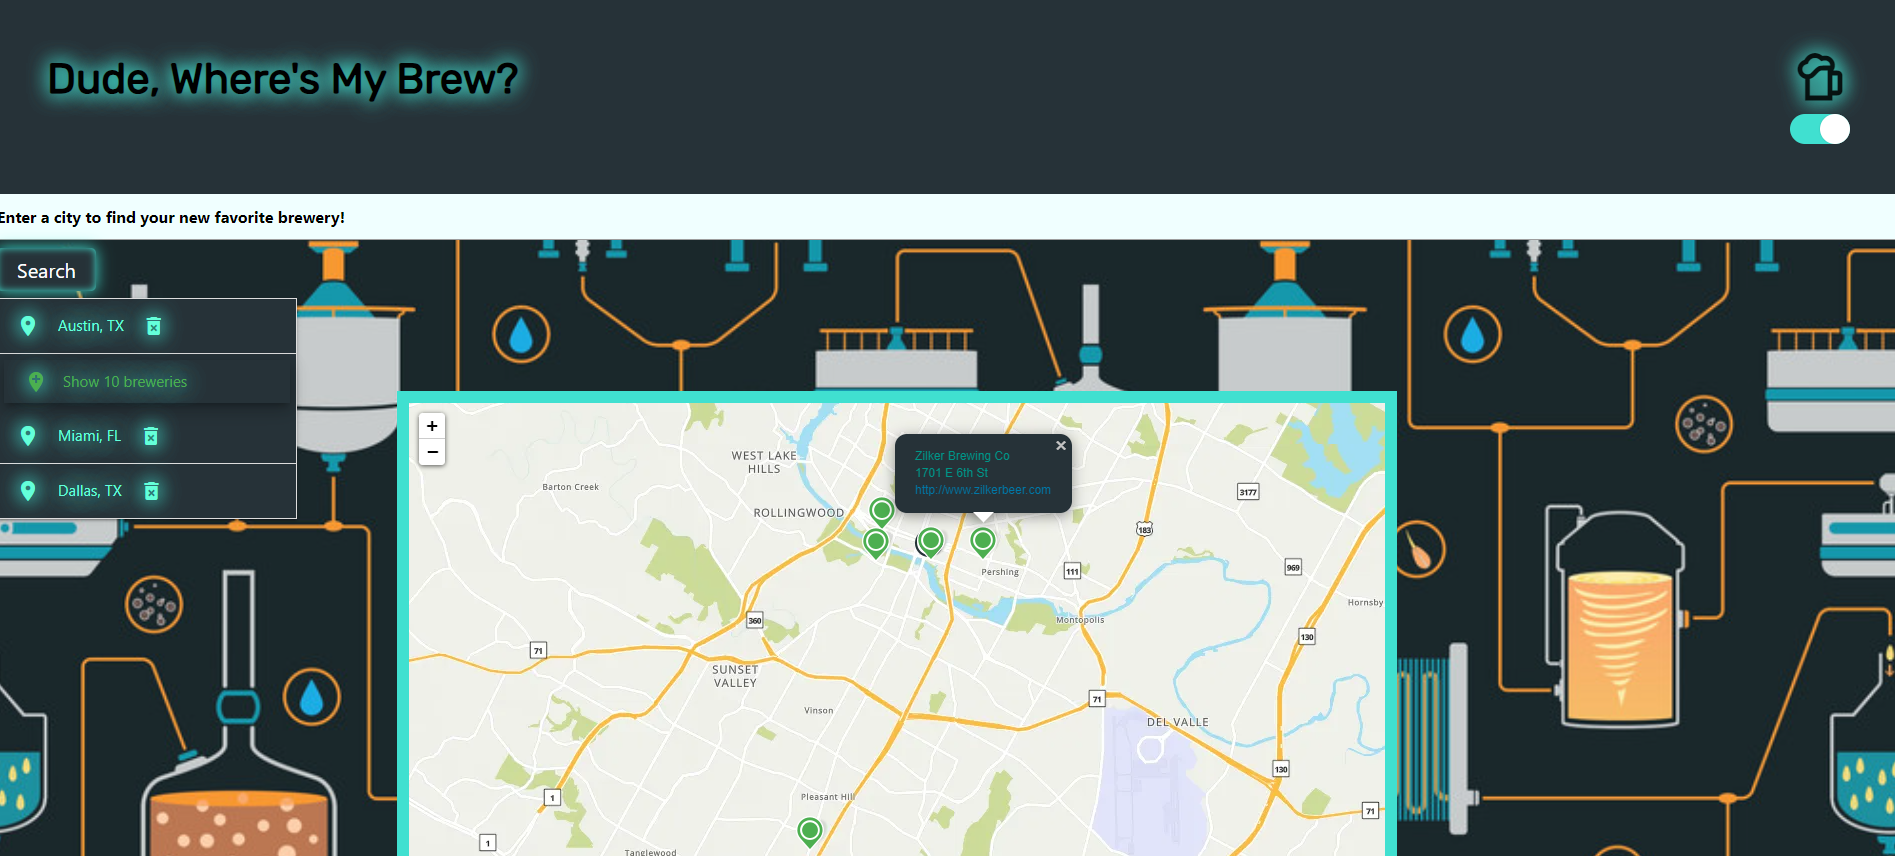 Dude, Where's My Brew?
Enter a city to find your new favorite brewery!
Search
Austin, TX
Show 10 breweries
Miami, FL
Dallas, TX
+
−
WEST LAKE
HILLS
Barton Creek
ROLLINGWOOD
Zilker Brewing Co
1701 E 6th St
http://www.zilkerbeer.com
×
3177
183
Pershing
111
969
Hornsby
Montopolis
360
130
71
SUNSET
VALLEY
71
Vinson
DEL VALLE
130
1
Pleasant Hill
71
1
Tanglewood